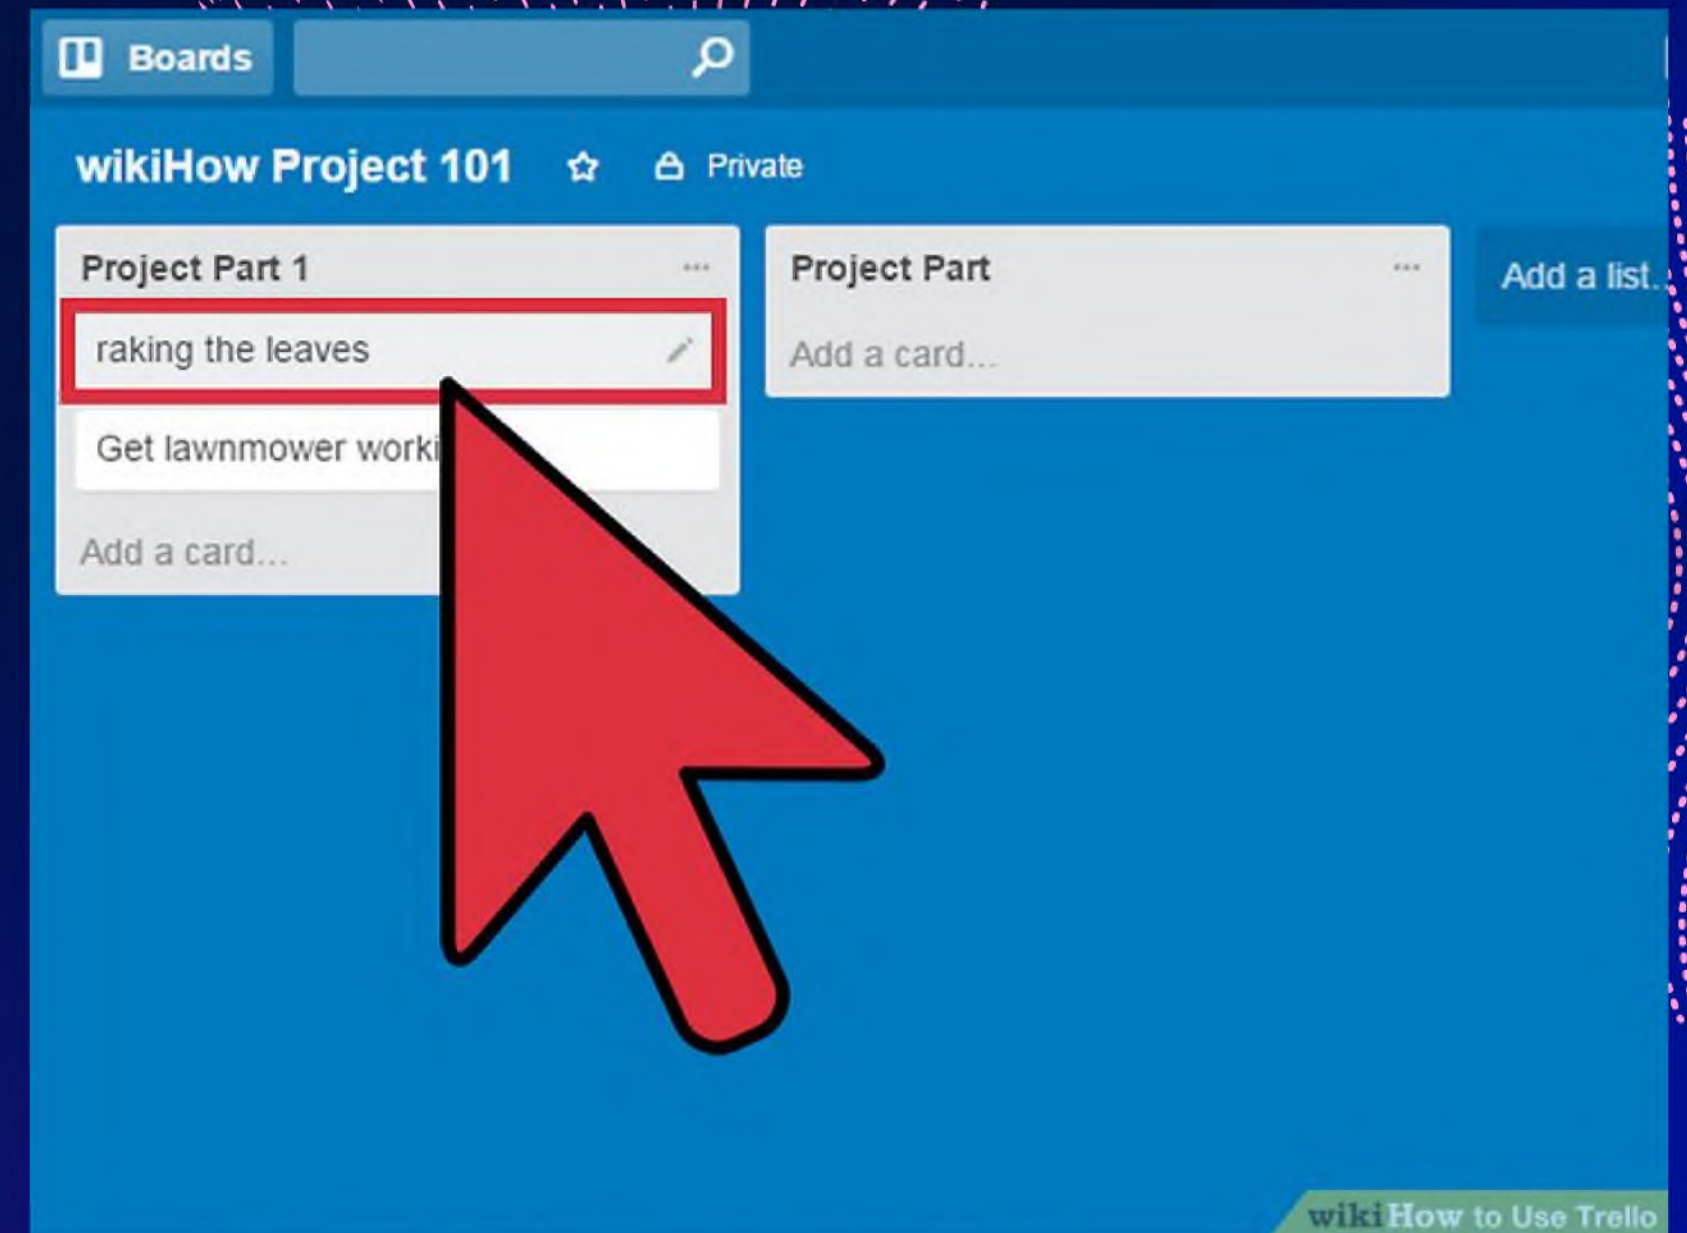 Boards
wikiHow Project 101
Private
Project Part 1
raking the leaves
Get lawnmower
Add a card...
Project Part
Add a card...
Add a list..
wikiHow to Use Trello